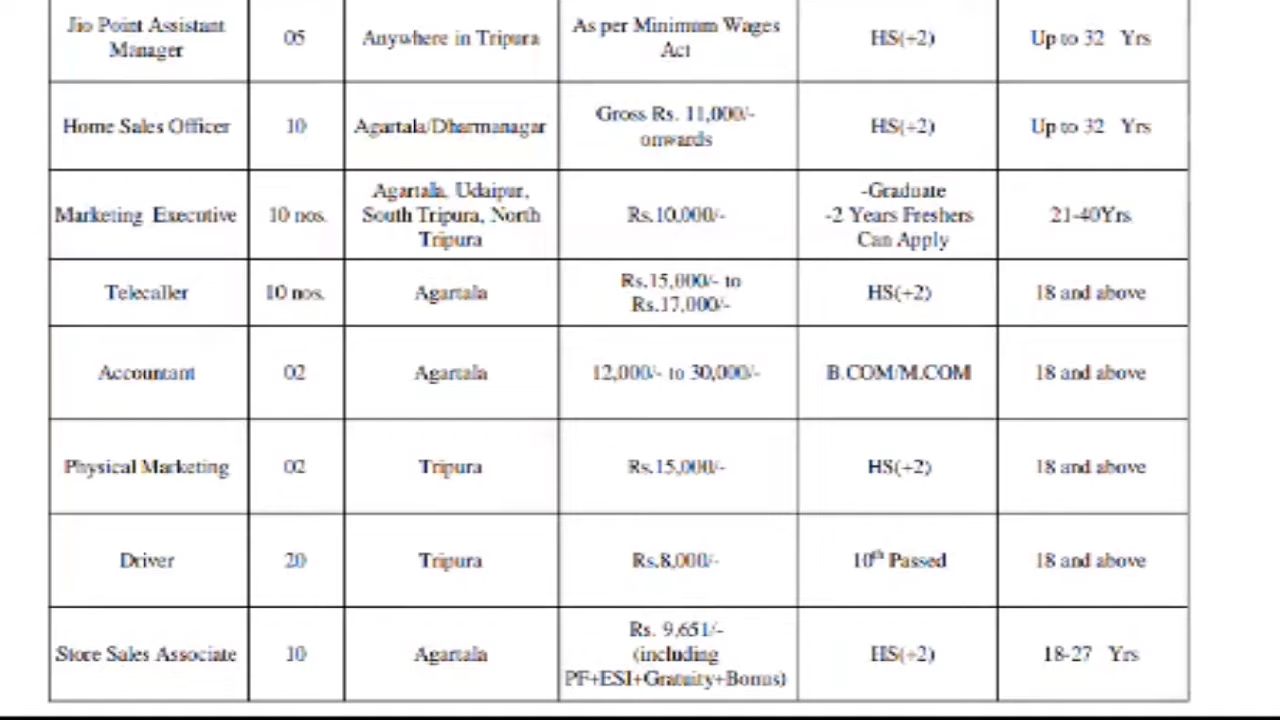 Jio Point Assistant
Manager
05
Anywhere in Tripura
As per Minimum Wages
Act
HS(+2)
Up to 32 Yrs
Home Sales Officer
10
Agartala/Dharmanagar
Gross Rs. 11,000/-
onwards
HS(+2)
Up to 32 Yrs
Marketing Executive
10 nos.
Agartala, Udaipur,
South Tripura, North
Tripura
Rs.10,000/-
-Graduate
-2 Years Freshers
Can Apply
21-40Yrs
Telecaller
10 nos.
Agartala
Rs.15,000/- to
Rs.17,000/-
HS(+2)
18 and above
Accountant
02
Agartala
12,000/- to 30,000/-
B.COM/M.COM
18 and above
Physical Marketing
02
Tripura
Rs.15,000/-
HS(+2)
18 and above
Driver
20
Tripura
Rs.8,000/-
10th Passed
18 and above
Store Sales Associate
10
Agartala
Rs. 9,651/-
(including
PF+ESI+Gratuity+Bonus)
HS(+2)
18-27 Yrs